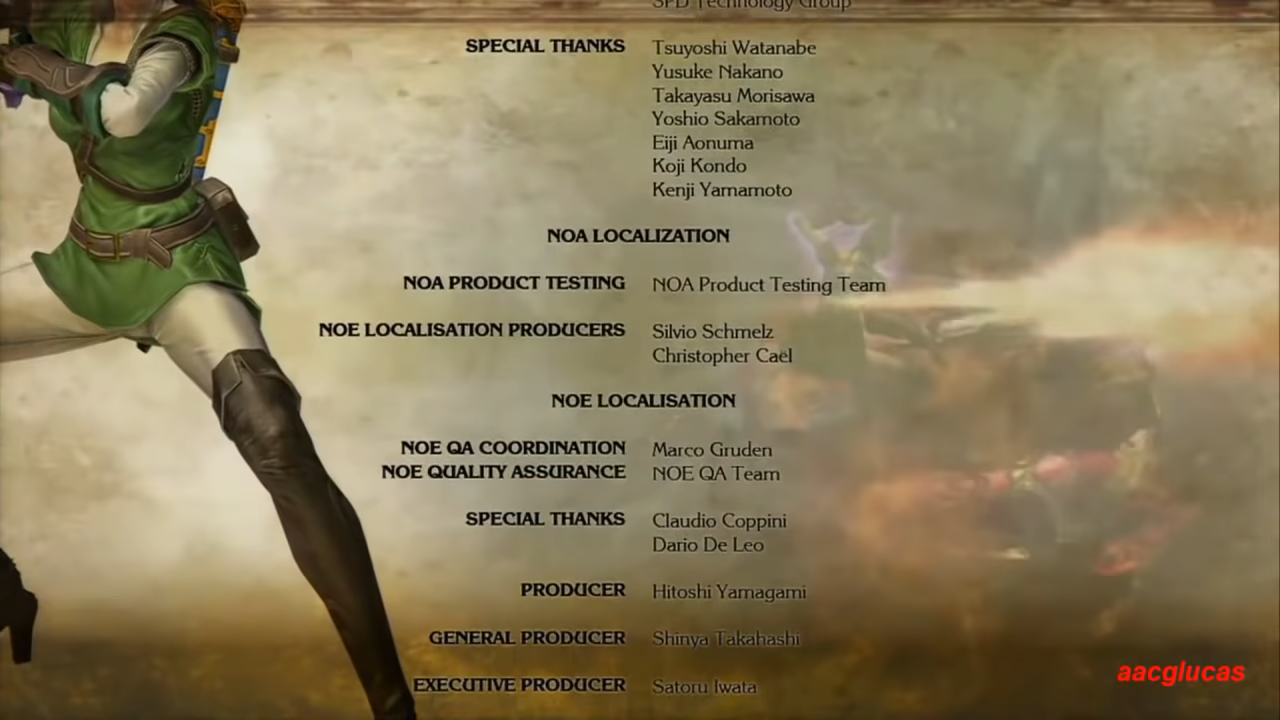 SPD Technology Group
SPECIAL THANKS Tsuyoshi Watanabe
Yusuke Nakano
Takayasu Morisawa
Yoshio Sakamoto
Eiji Aonuma
Koji Kondo
Kenji Yamamoto
NOA LOCALIZATION
NOA PRODUCT TESTING NOA Product Testing Team
NOE LOCALISATION PRODUCERS Silvio Schmelz
Christopher Cael
NOE LOCALISATION
NOE QA COORDINATION Marco Gruden
NOE QUALITY ASSURANCE NOE QA Team
SPECIAL THANKS Claudio Coppini
Dario De Leo
PRODUCER Hitoshi Yamagami
GENERAL PRODUCER Shinya Takahashi
EXECUTIVE PRODUCER Satoru Iwata
aacglucas